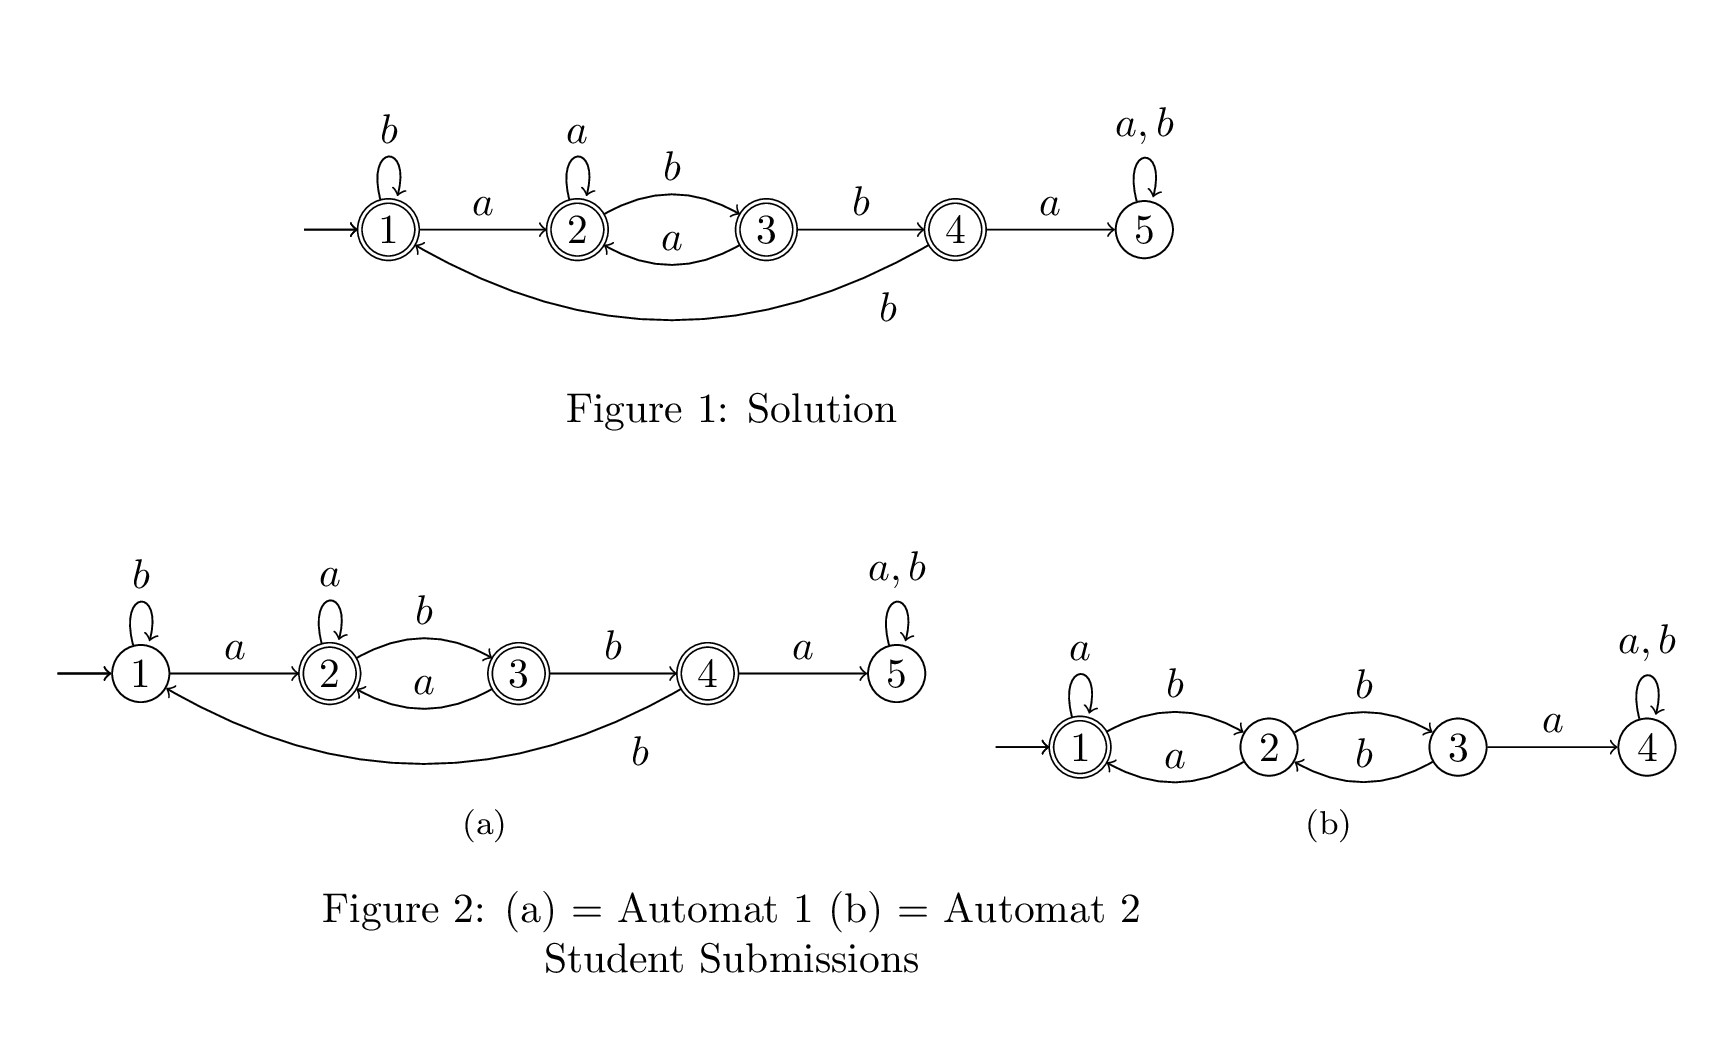 b a b a, b
a b a
1 2 3 4 5
a
b
Figure 1: Solution
b a b a, b
a b a
1 2 3 4 5
a
b
(a)
a b b a, b
a
1 2 3 4
a b
(b)
Figure 2: (a) = Automat 1 (b) = Automat 2
Student Submissions